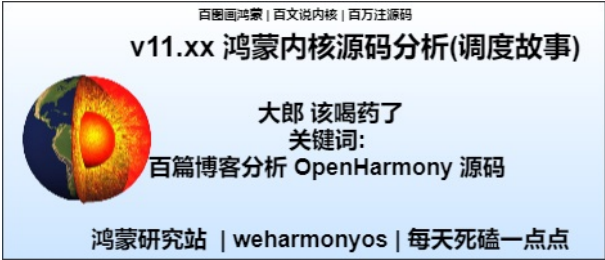 百图画鸿蒙 | 百文说内核 | 百万注源码
v11.xx 鸿蒙内核源码分析(调度故事)
大郎 该喝药了
关键词:
百篇博客分析 OpenHarmony 源码
鸿蒙研究站 | weharmonyos | 每天死磕一点点